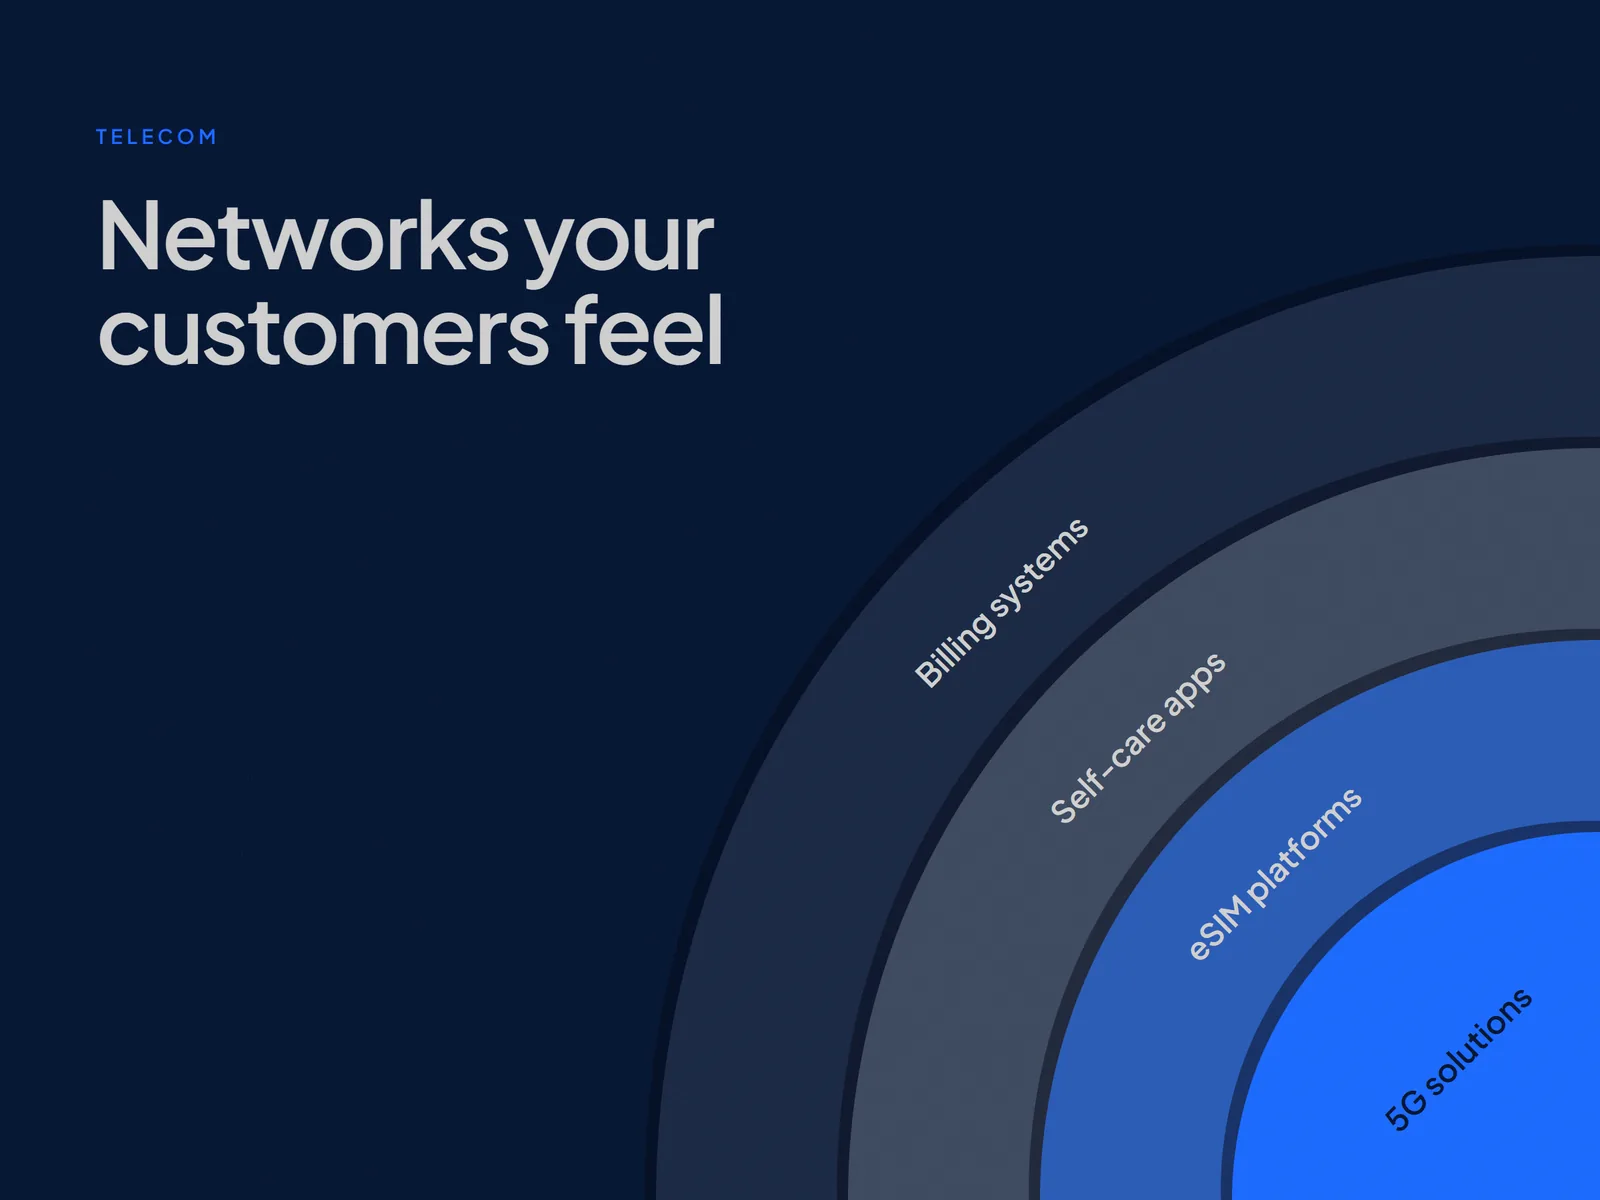 TELECOM
Networks your
customers feel
Billing systems
Self-care apps
eSIM platforms
5G solutions